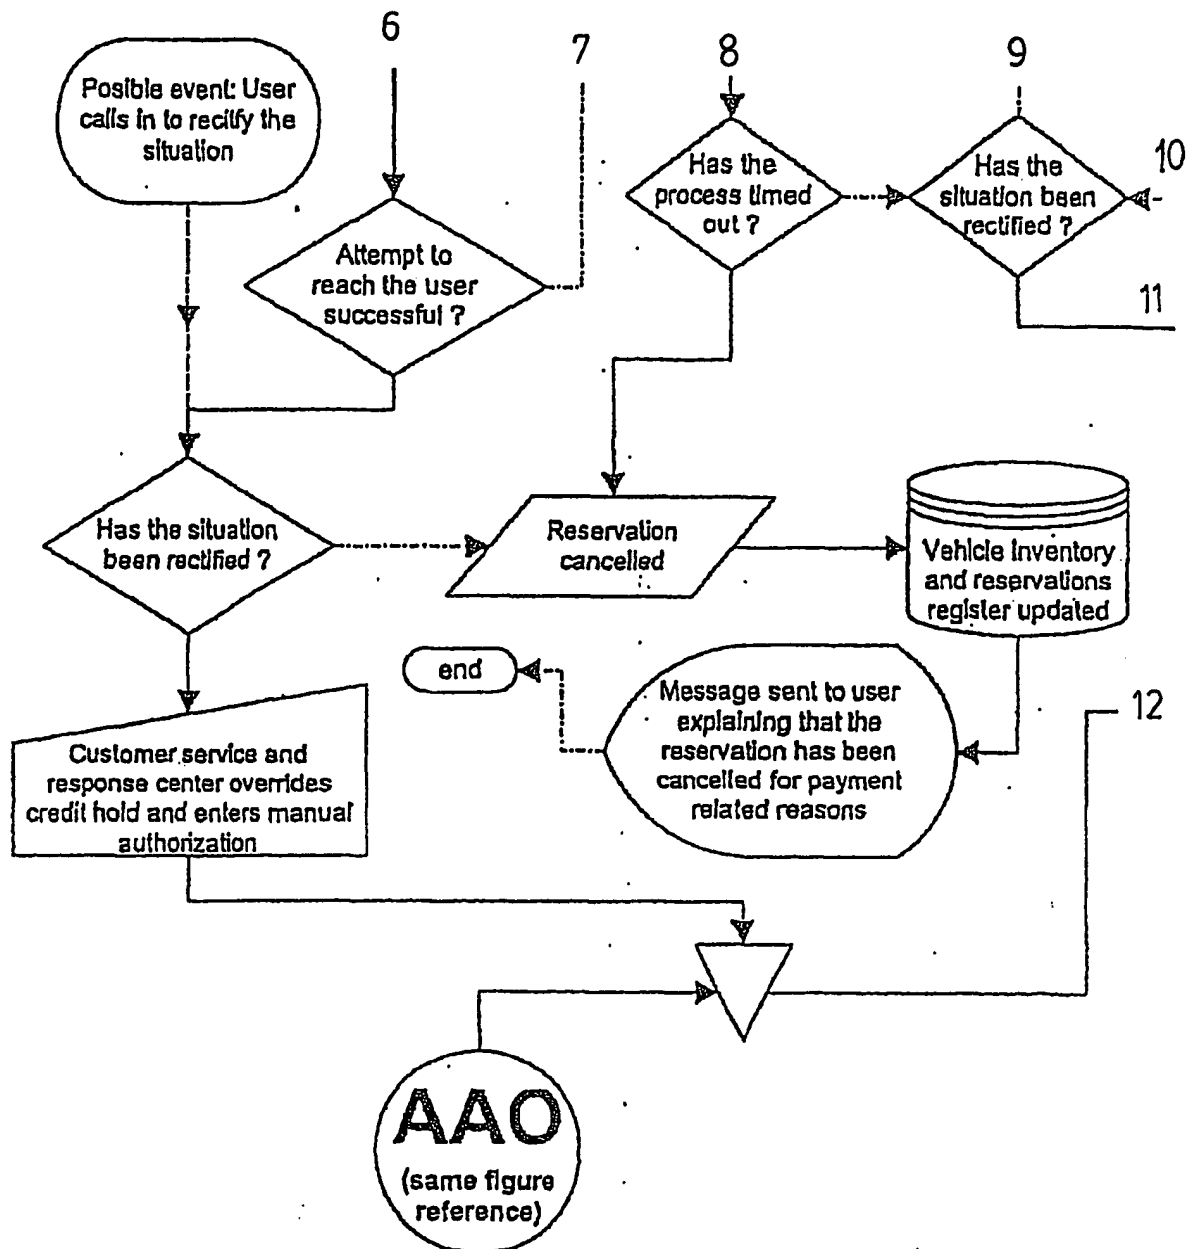 6
7
8
9
10
11
12
Posible event: User
calls in to rectify the
situation
Attempt to
reach the user
successful ?
Has the
process timed
out ?
Has the
situation been
rectified ?
Has the situation
been rectified ?
Reservation
cancelled
Vehicle Inventory
and reservations
register updated
end
Message sent to user
explaining that the
reservation has been
cancelled for payment
related reasons
Customer service and
response center overrides
credit hold and enters manual
authorization
AAO
(same figure
reference)